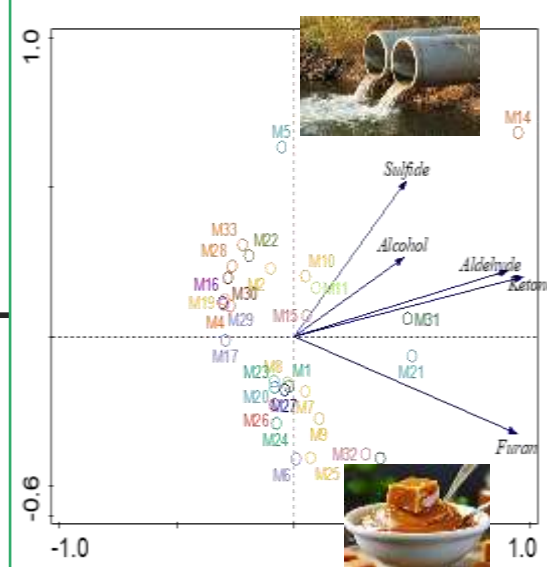 1.0
M14
M5
Sulfide
M33
M22
Alcohol
M28
M10
Aldehyde
M2
Keton
M16
M11
M30
M19
M15
M31
M4
M29
M17
M8
M23
M1
M21
M20
M27
M7
M26
M24
M9
Furan
M32
M6
M25
-0.6
-1.0
1.0